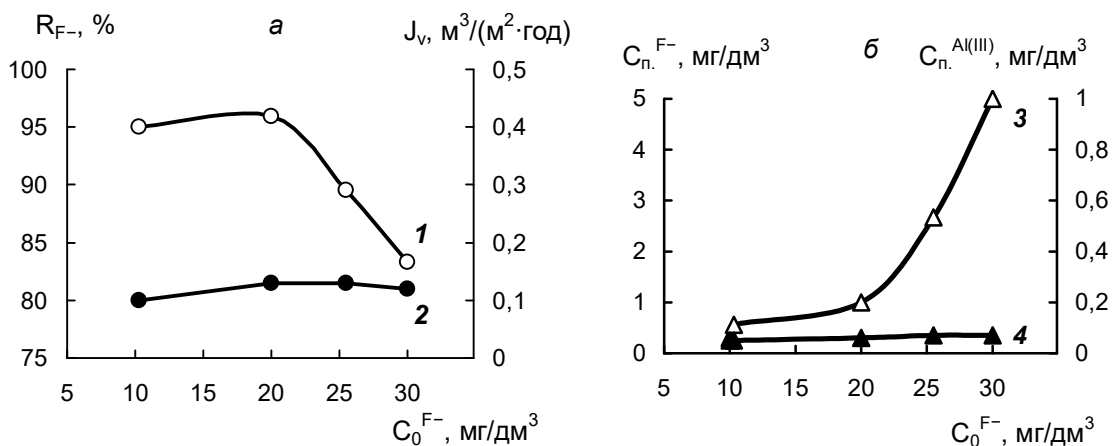 R_F−, % а J_v, м³/(м²·год)
100 0,5
95 0,4
90 0,3
85 0,2
80 0,1
75 0
1
2
5 10 15 20 25 30
C₀^F−, мг/дм³
C_п.^F−, мг/дм³ б C_п.^Al(III), мг/дм³
5 1
4 0,8
3 0,6
2 0,4
1 0,2
0 0
3
4
5 10 15 20 25 30
C₀^F−, мг/дм³